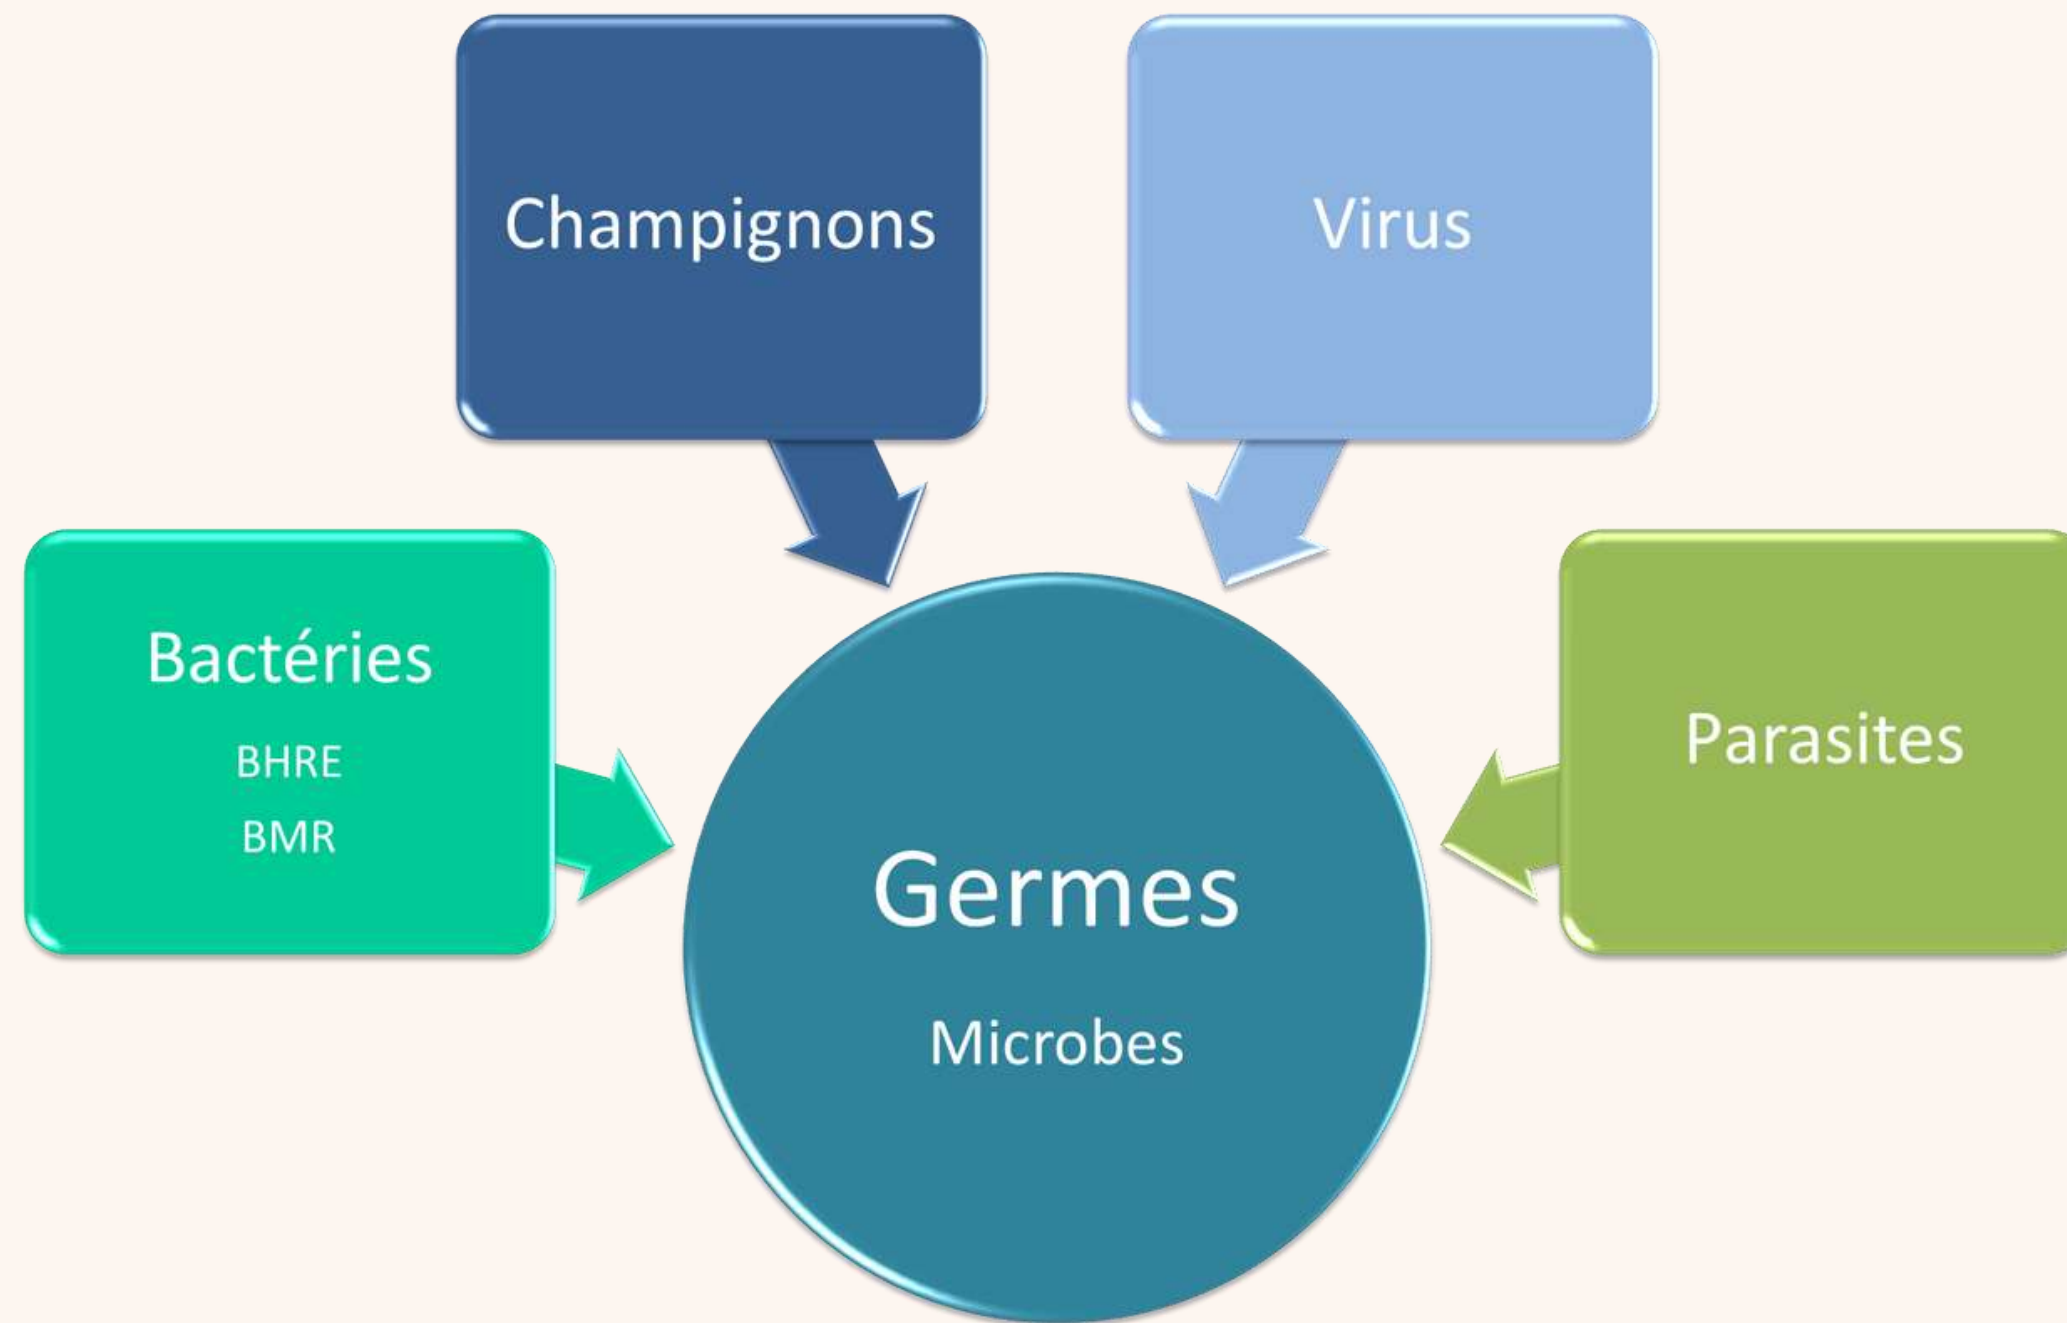 Champignons
Virus
Bactéries
BHRE
BMR
Parasites
Germes
Microbes